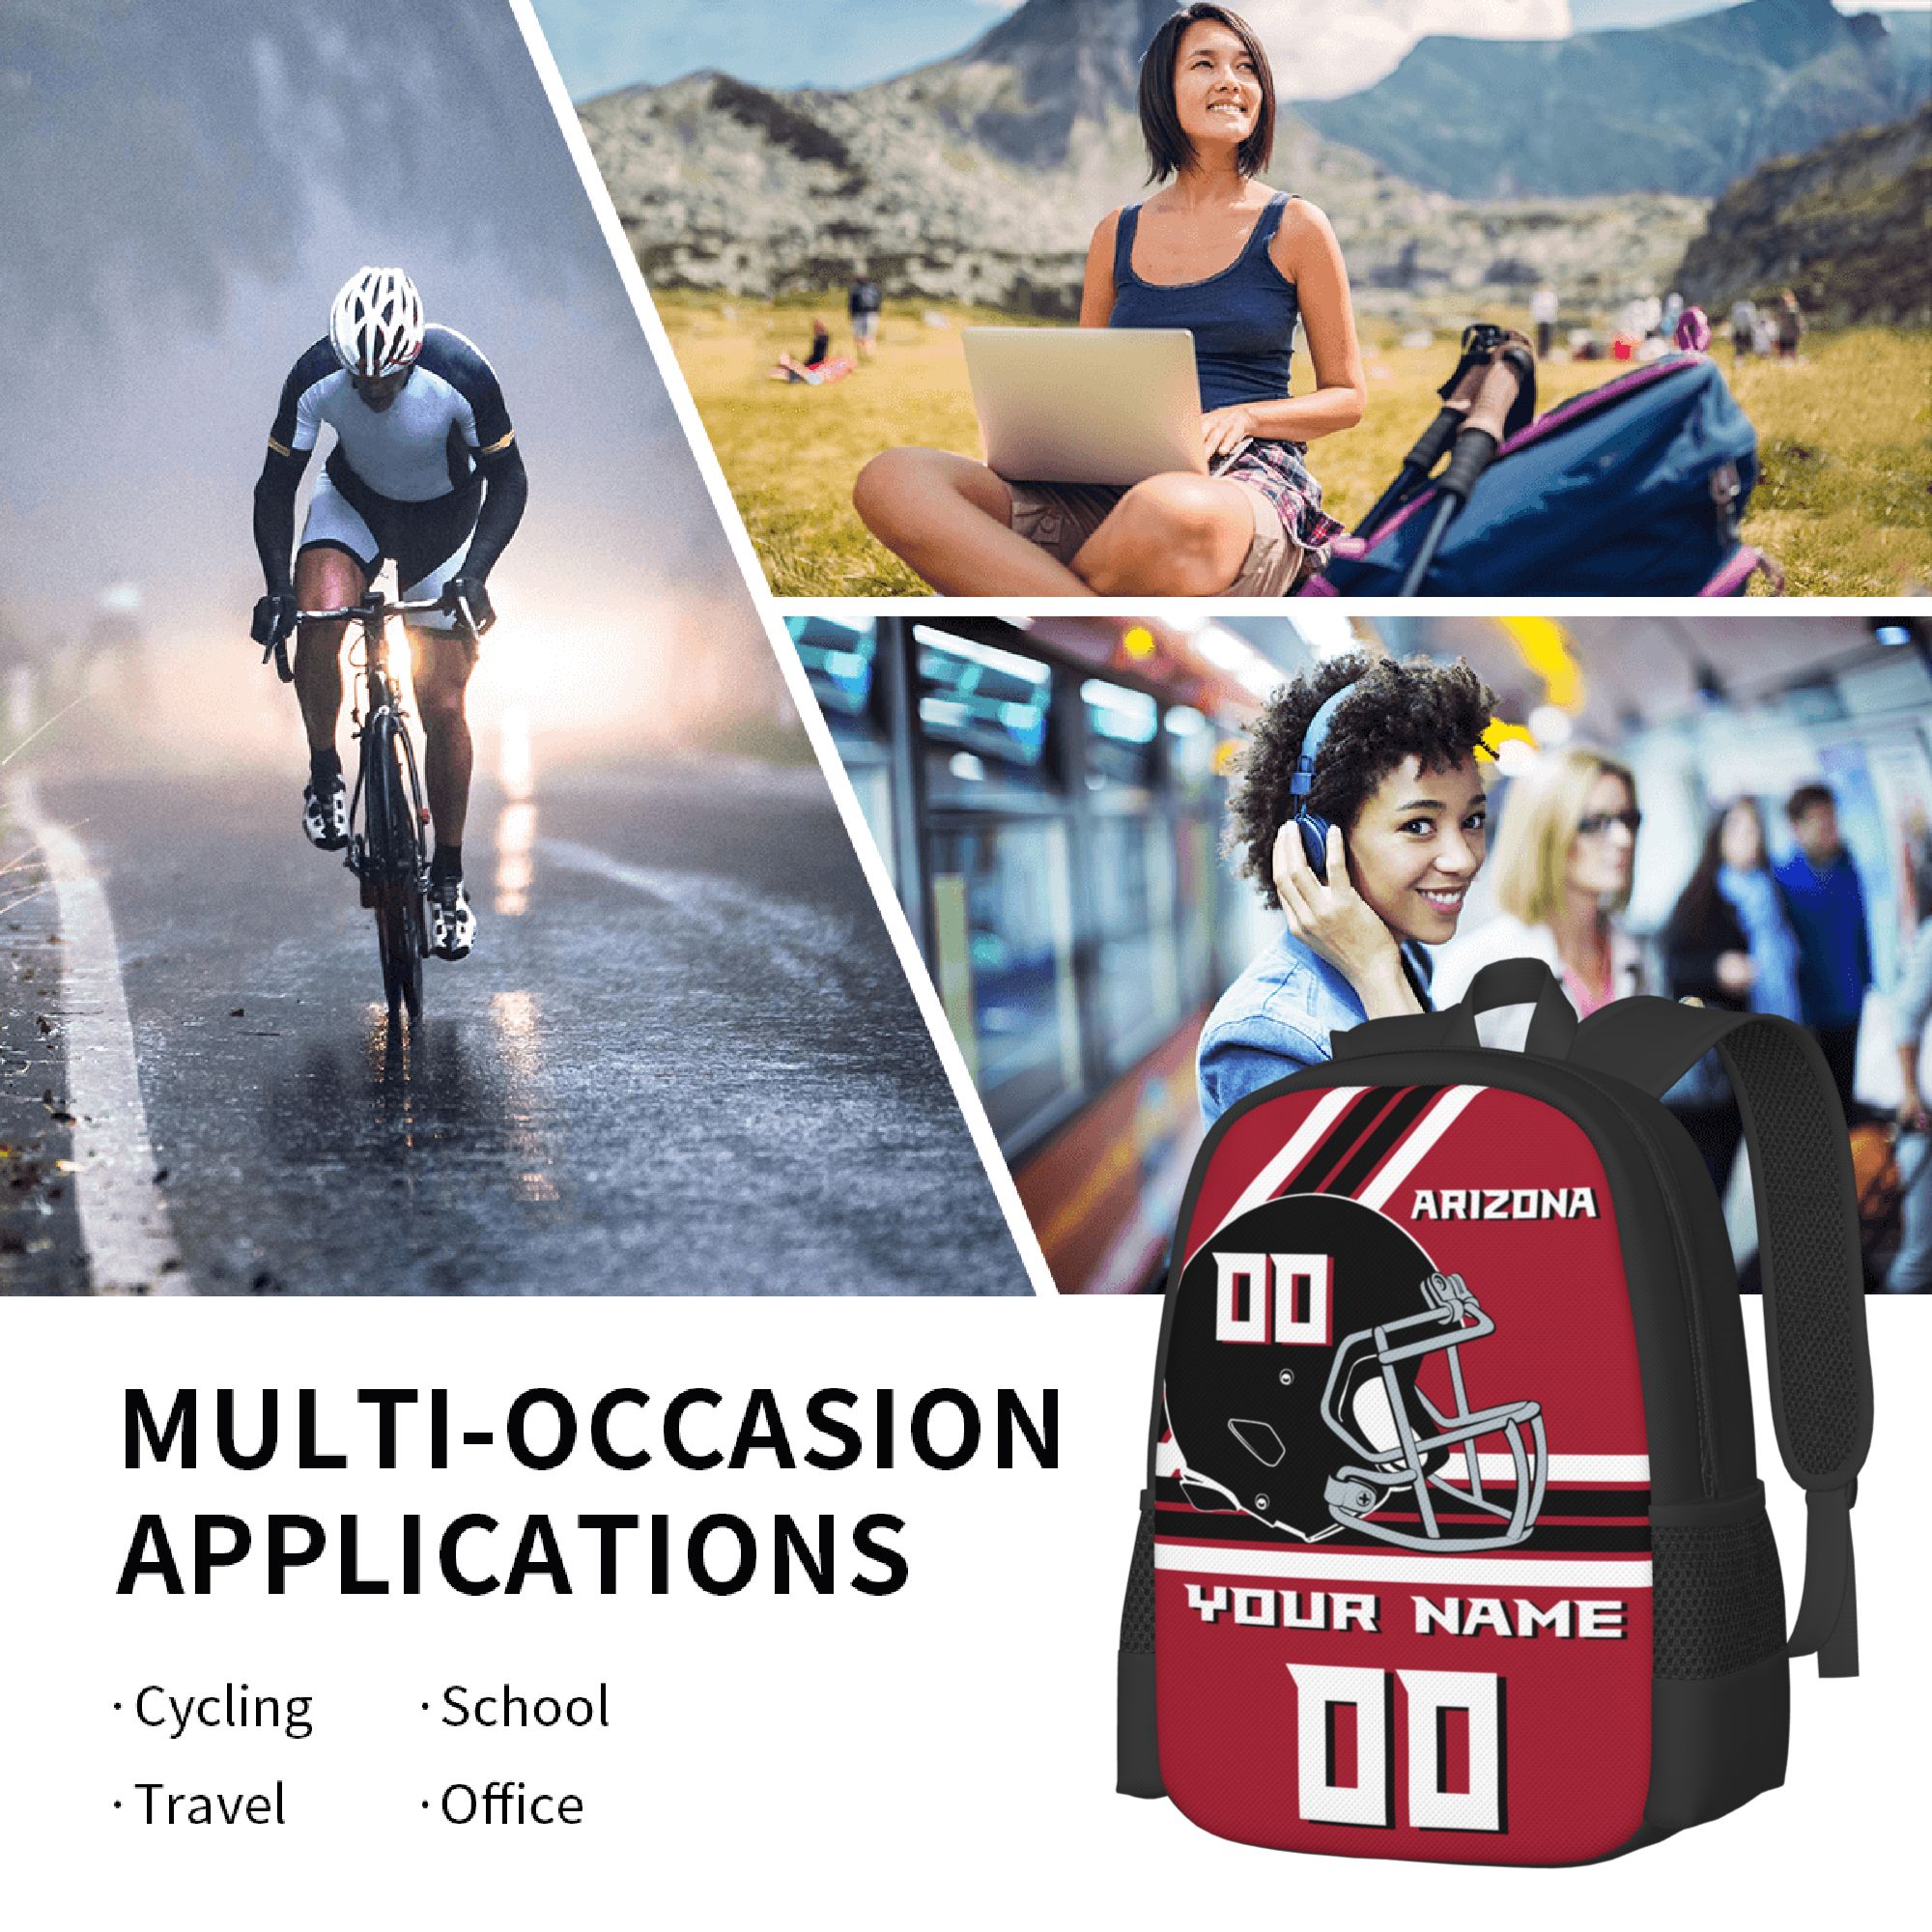 ARIZONA
00
MULTI-OCCASION
APPLICATIONS
· Cycling
· School
· Travel
· Office
YOUR NAME
00